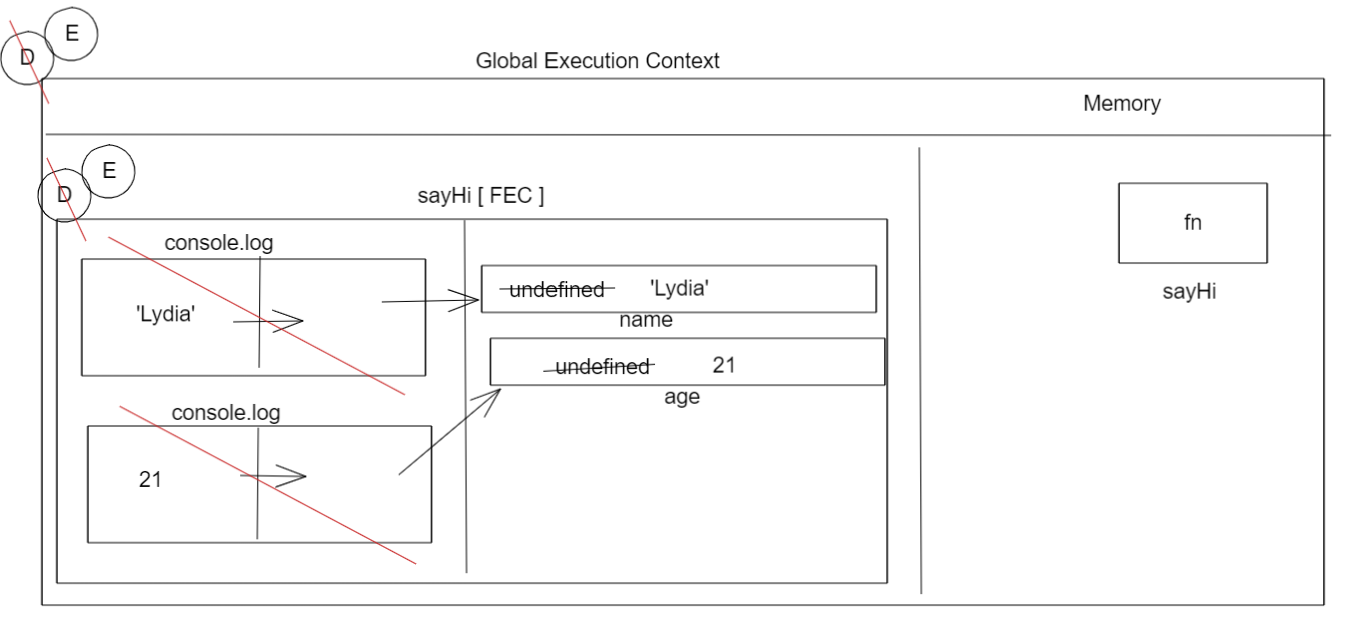 E
D
Global Execution Context
Memory
E
D
sayHi [ FEC ]
fn
sayHi
console.log
'Lydia'
undefined 'Lydia'
name
undefined 21
age
console.log
21